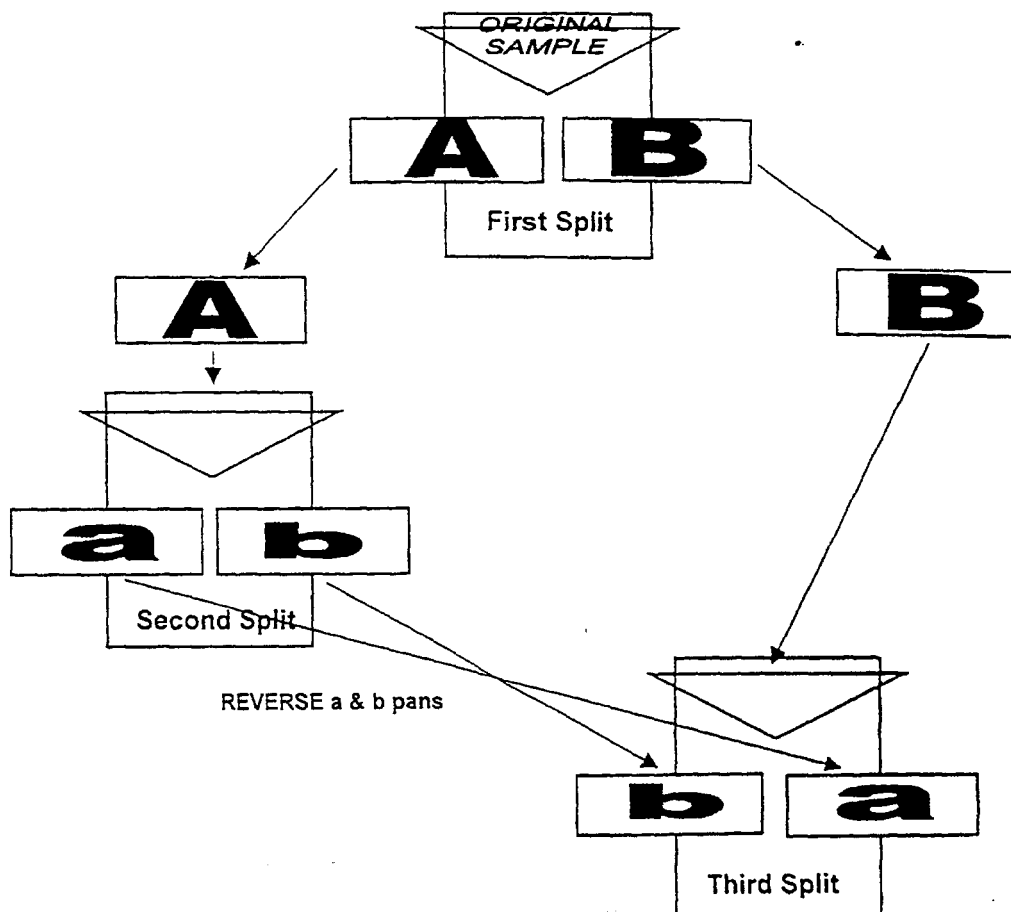 ORIGINAL
SAMPLE
A B
First Split
A
B
a b
Second Split
REVERSE a & b pans
b a
Third Split